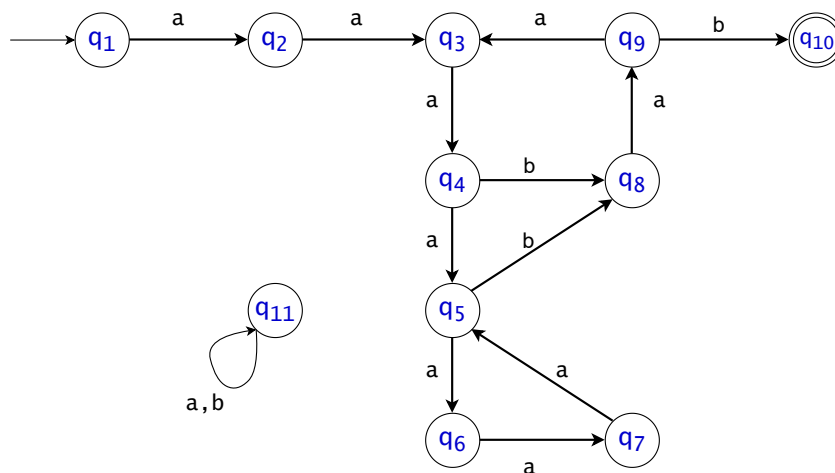 q1 a q2 a q3 a q9 b q10
a a
q4 b q8
a b
q11 q5
a a
a,b
q6 a q7